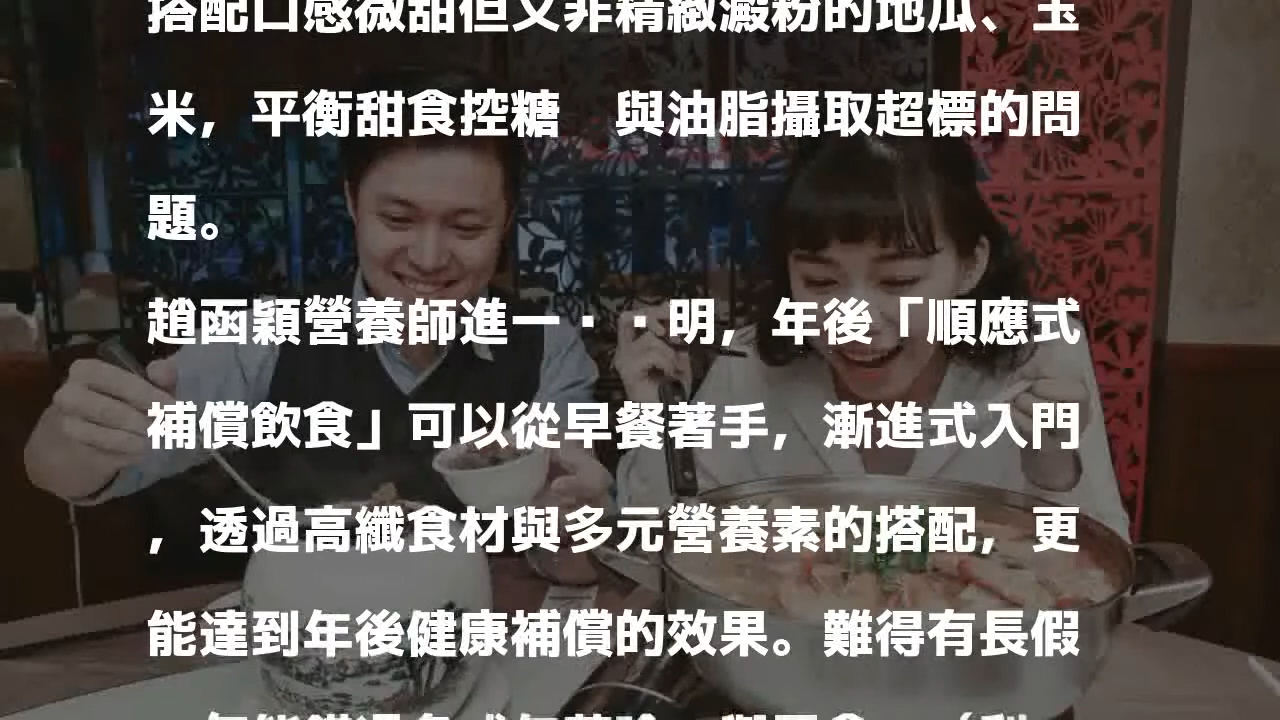 搭配口感微甜但又非精緻澱粉的地瓜、玉
米，平衡甜食控糖　與油脂攝取超標的問
題。
趙函穎營養師進一··明，年後「順應式
補償飲食」可以從早餐著手，漸進式入門
，透過高纖食材與多元營養素的搭配，更
能達到年後健康補償的效果。難得有長假